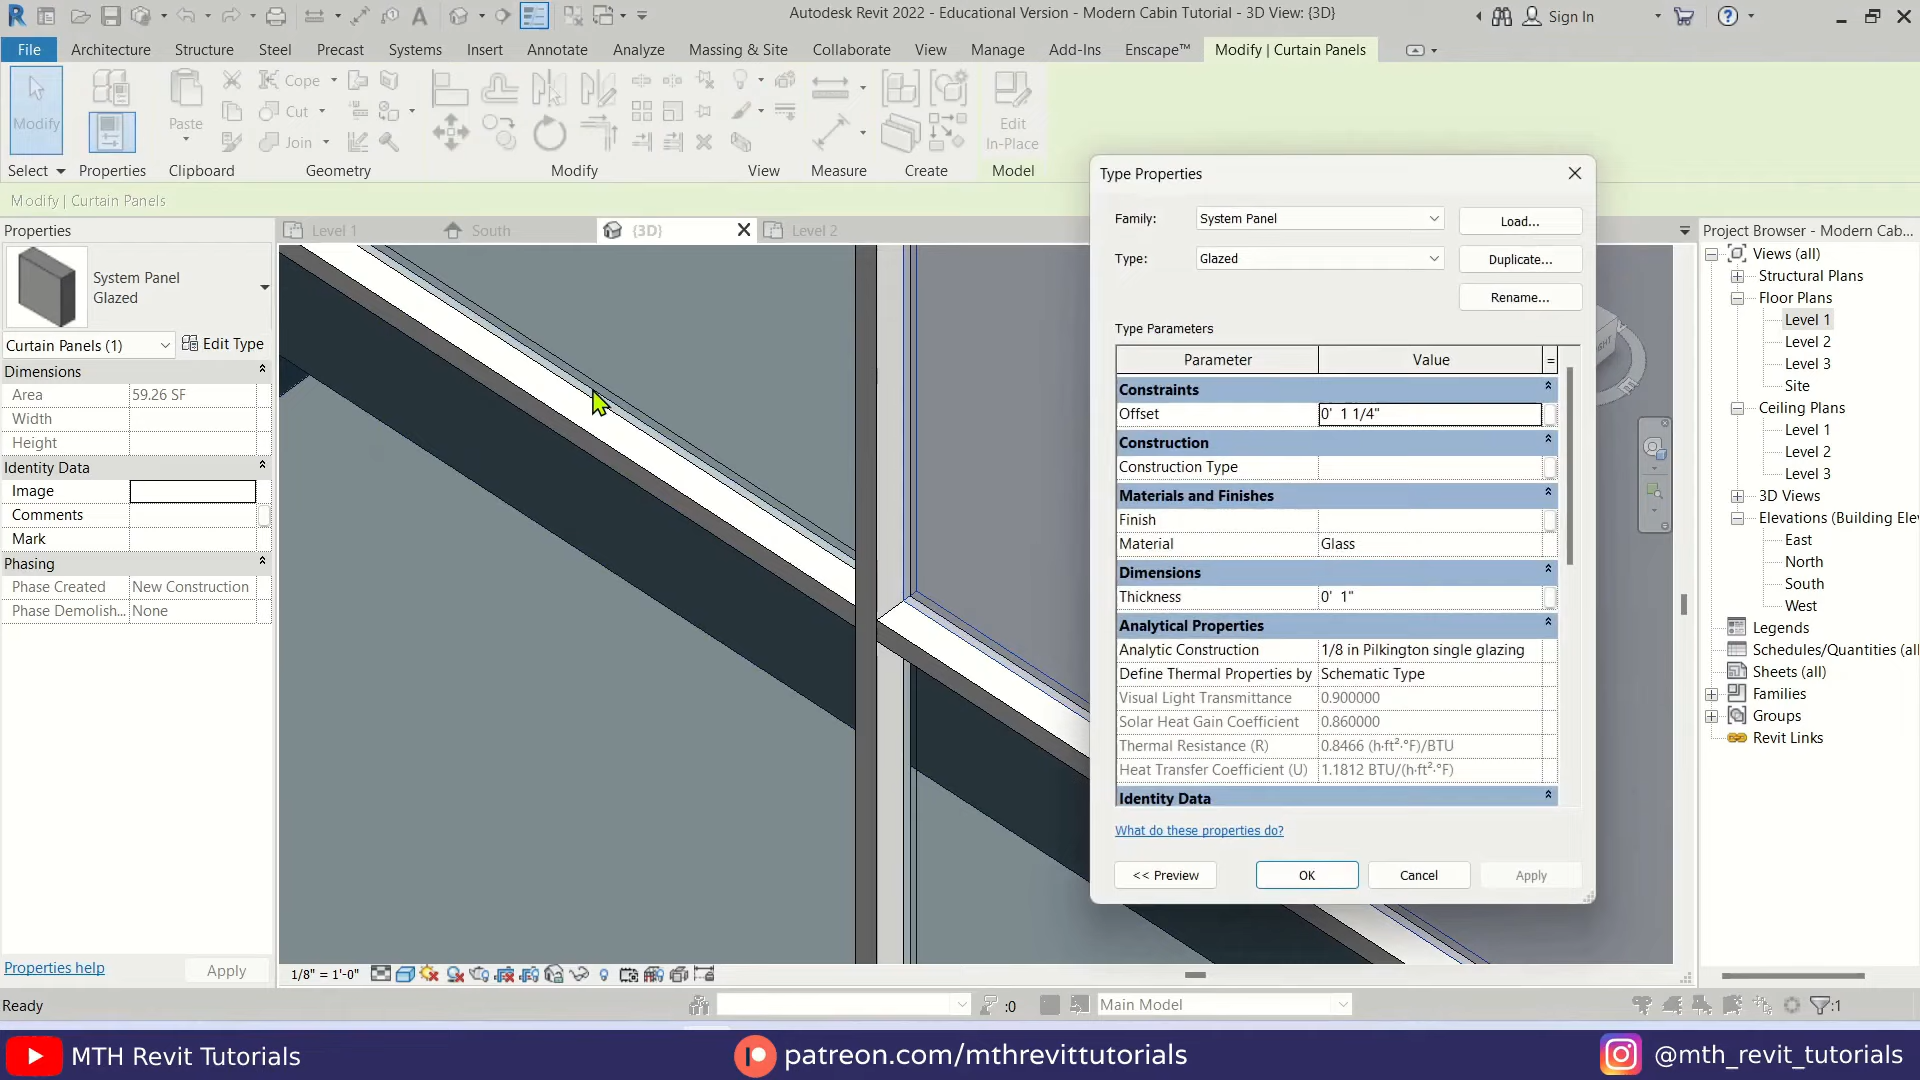 Autodesk Revit 2022 - Educational Version - Modern Cabin Tutorial - 3D View: {3D}
Sign In
File Architecture Structure Steel Precast Systems Insert Annotate Analyze Massing & Site Collaborate View Manage Add-Ins Enscape™ Modify | Curtain Panels
Modify
Paste
Cope
Cut
Join
Edit
In-Place
Select Properties Clipboard Geometry Modify View Measure Create Model
Modify | Curtain Panels
Properties
System Panel
Glazed
Curtain Panels (1)
Edit Type
Dimensions
Area 59.26 SF
Width
Height
Identity Data
Image
Comments
Mark
Phasing
Phase Created New Construction
Phase Demolish... None
Properties help
Apply
Level 1
South
{3D}
Level 2
RIGHT
1/8" = 1'-0"
Type Properties
Family: System Panel Load...
Type: Glazed Duplicate...
Rename...
Type Parameters
Parameter Value =
Constraints
Offset 0' 1 1/4"
Construction
Construction Type
Materials and Finishes
Finish
Material Glass
Dimensions
Thickness 0' 1"
Analytical Properties
Analytic Construction 1/8 in Pilkington single glazing
Define Thermal Properties by Schematic Type
Visual Light Transmittance 0.900000
Solar Heat Gain Coefficient 0.860000
Thermal Resistance (R) 0.8466 (h·ft²·°F)/BTU
Heat Transfer Coefficient (U) 1.1812 BTU/(h·ft²·°F)
Identity Data
What do these properties do?
<< Preview OK Cancel Apply
Project Browser - Modern Cab...
Views (all)
Structural Plans
Floor Plans
Level 1
Level 2
Level 3
Site
Ceiling Plans
Level 1
Level 2
Level 3
3D Views
Elevations (Building Ele
East
North
South
West
Legends
Schedules/Quantities (all
Sheets (all)
Families
Groups
Revit Links
Ready
:0
Main Model
:1
MTH Revit Tutorials
patreon.com/mthrevittutorials
@mth_revit_tutorials